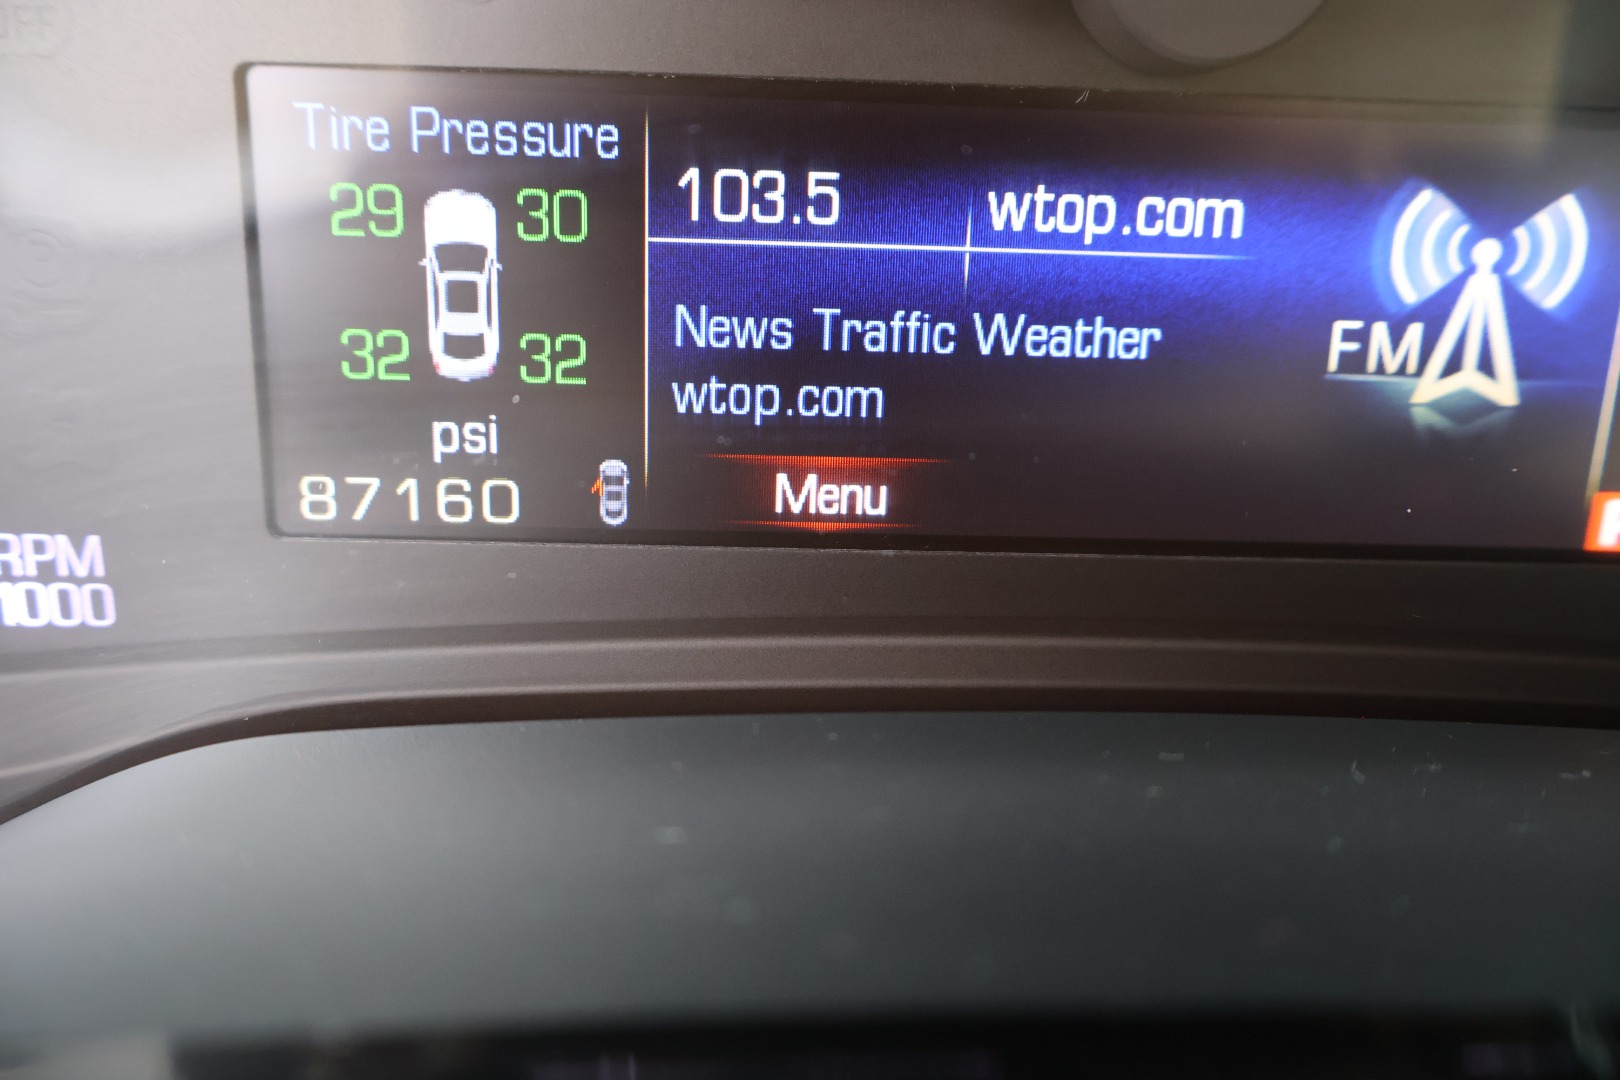 Tire Pressure
29 30
32 32
psi
87160
103.5 wtop.com
News Traffic Weather
wtop.com
FM
Menu
RPM
1000